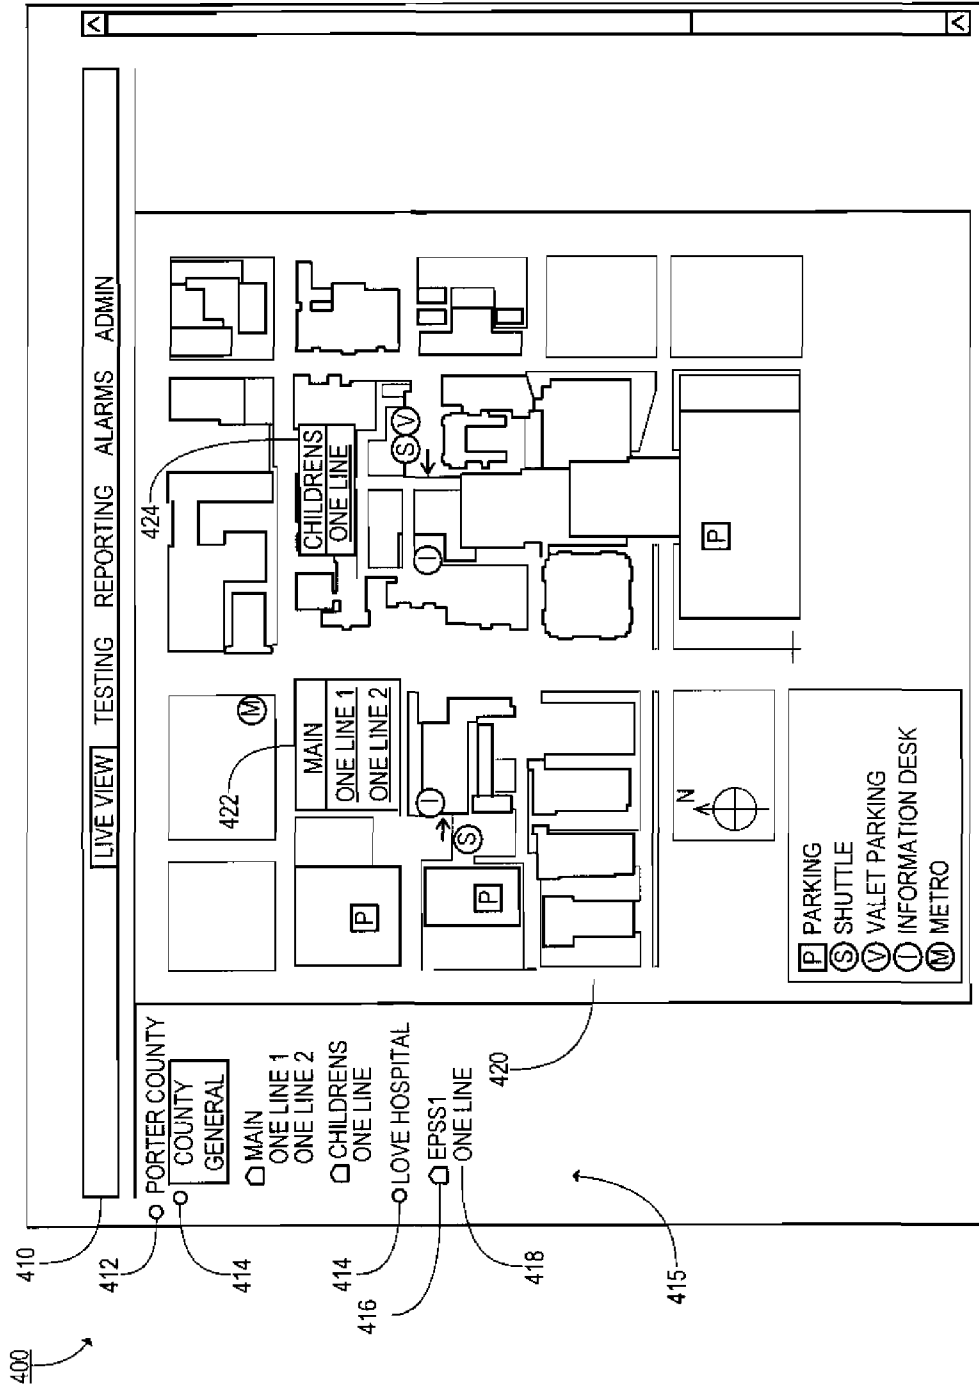 400
410
LIVE VIEW TESTING REPORTING ALARMS ADMIN
412
PORTER COUNTY
414
COUNTY
GENERAL
MAIN
ONE LINE 1
ONE LINE 2
CHILDRENS
ONE LINE
414
LOVE HOSPITAL
416
EPSS1
418
ONE LINE
415
420
422
M
MAIN
ONE LINE 1
ONE LINE 2
424
CHILDRENS
ONE LINE
S V
I
I
S
P
P
P
N
P PARKING
S SHUTTLE
V VALET PARKING
I INFORMATION DESK
M METRO